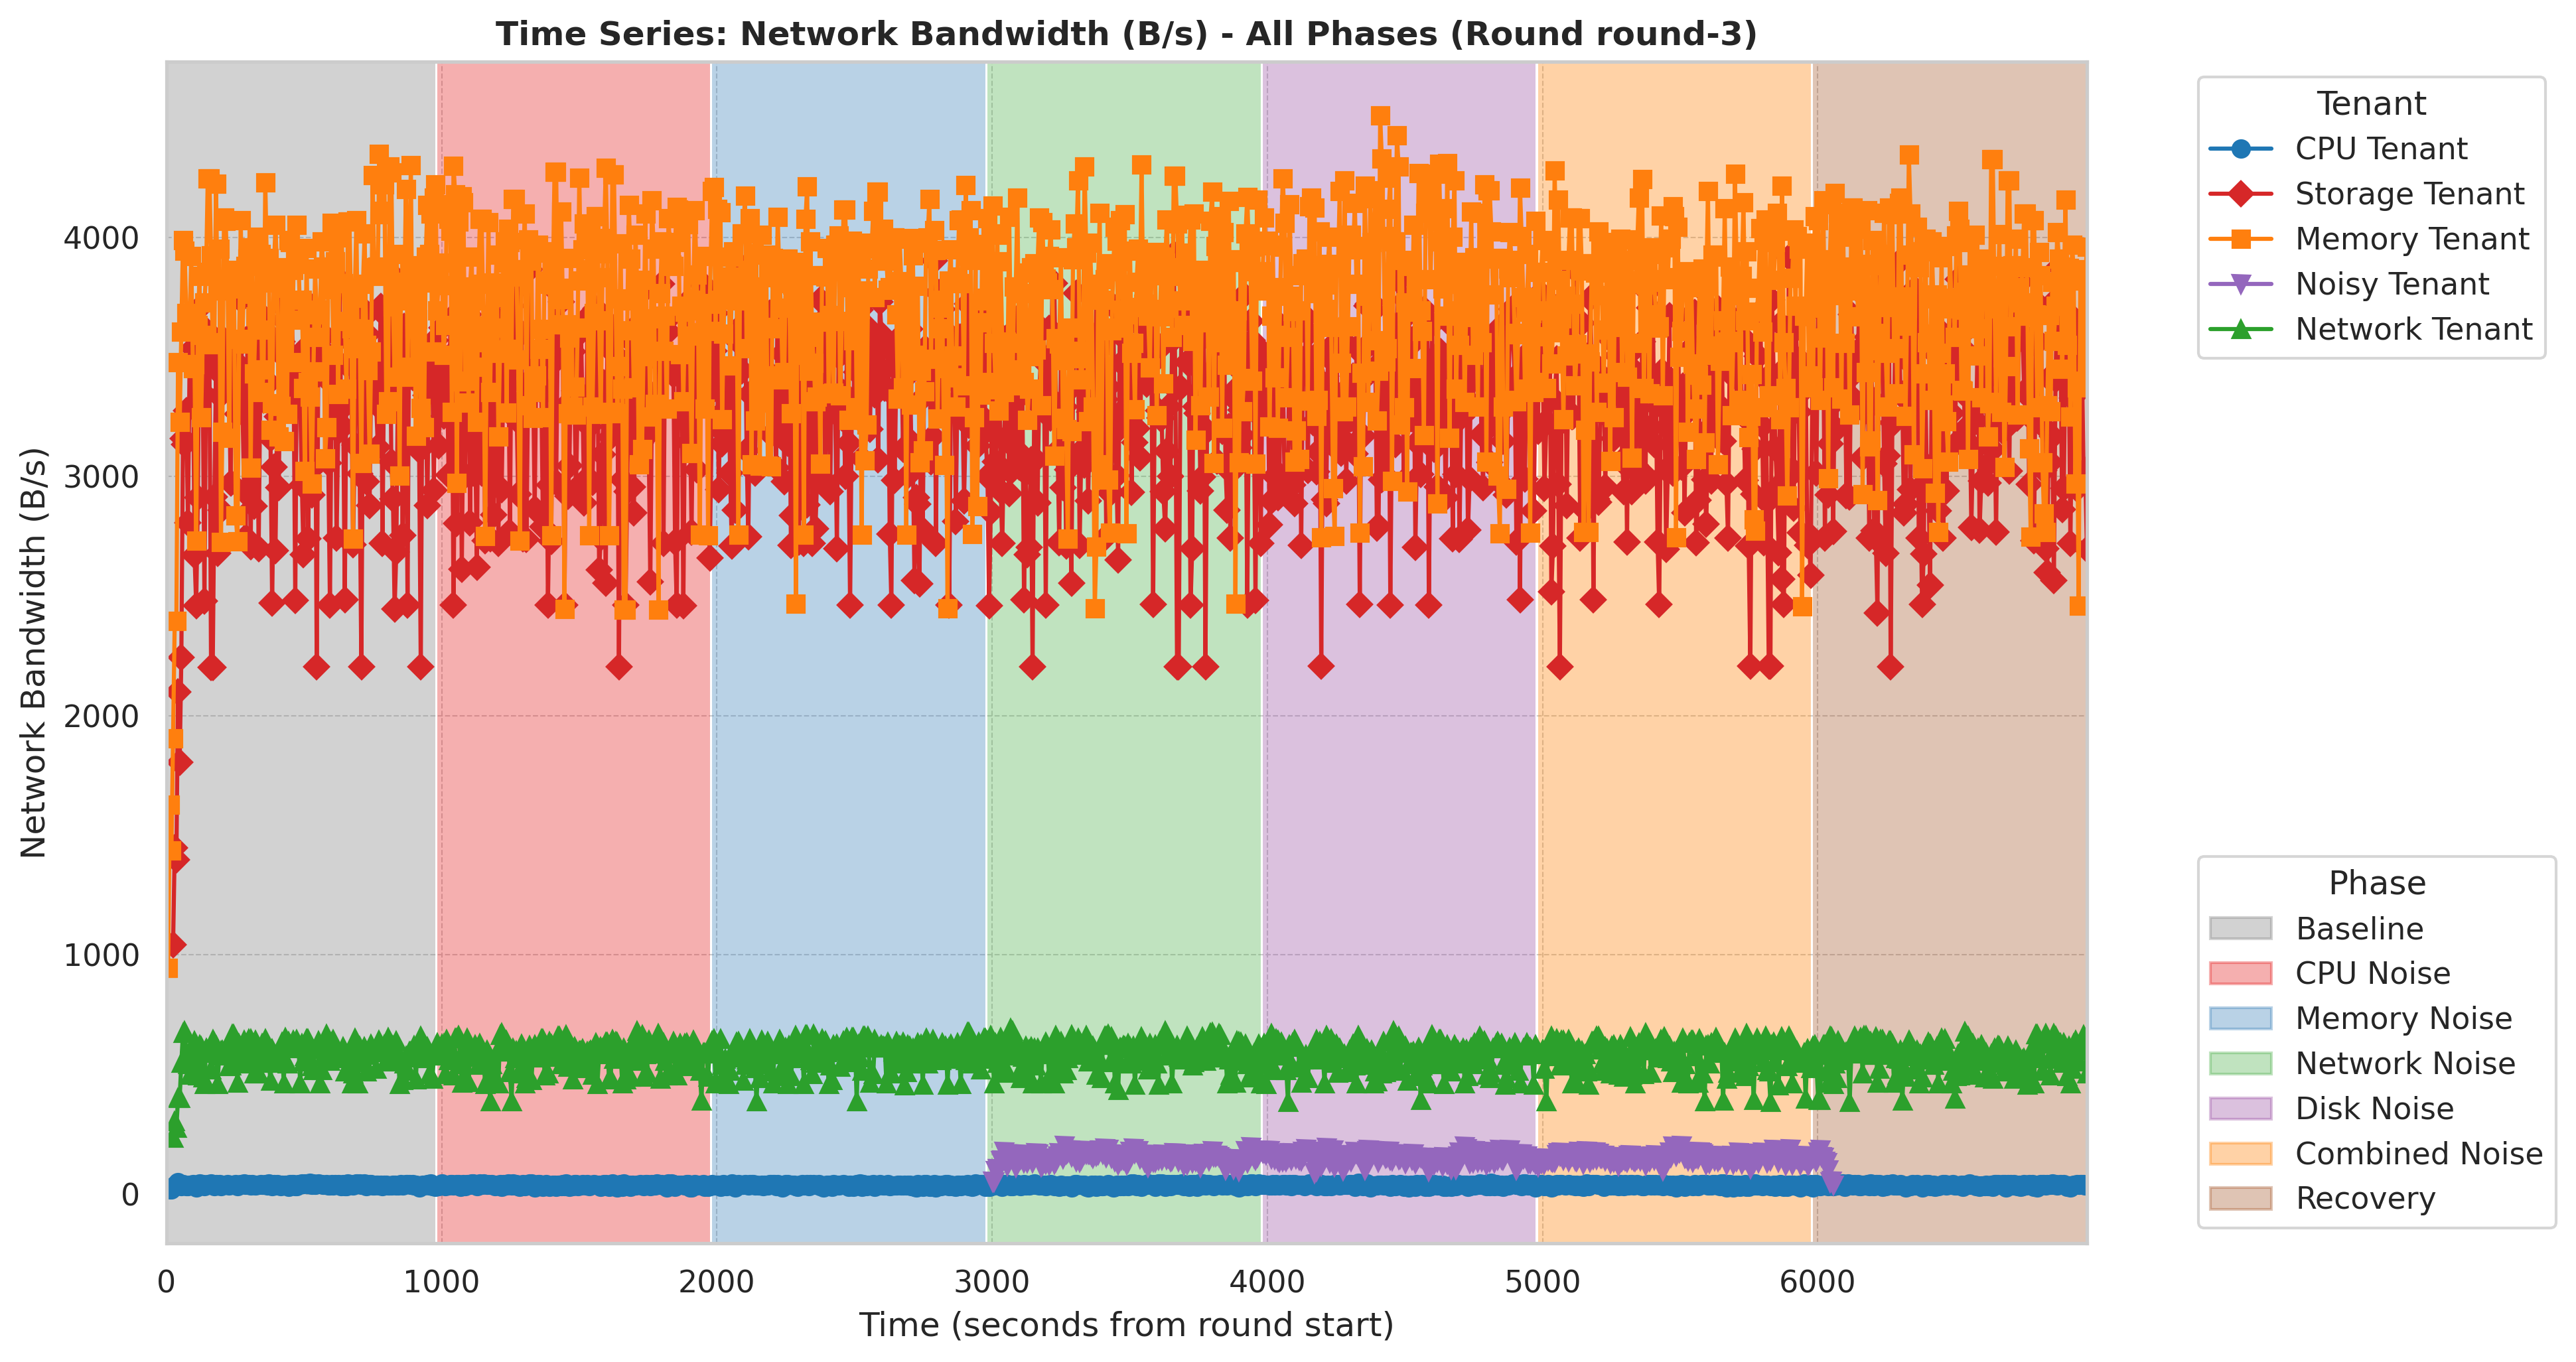 Time Series: Network Bandwidth (B/s) - All Phases (Round round-3)
Network Bandwidth (B/s)
4000
3000
2000
1000
0
0 1000 2000 3000 4000 5000 6000
Time (seconds from round start)
Tenant
CPU Tenant
Storage Tenant
Memory Tenant
Noisy Tenant
Network Tenant
Phase
Baseline
CPU Noise
Memory Noise
Network Noise
Disk Noise
Combined Noise
Recovery